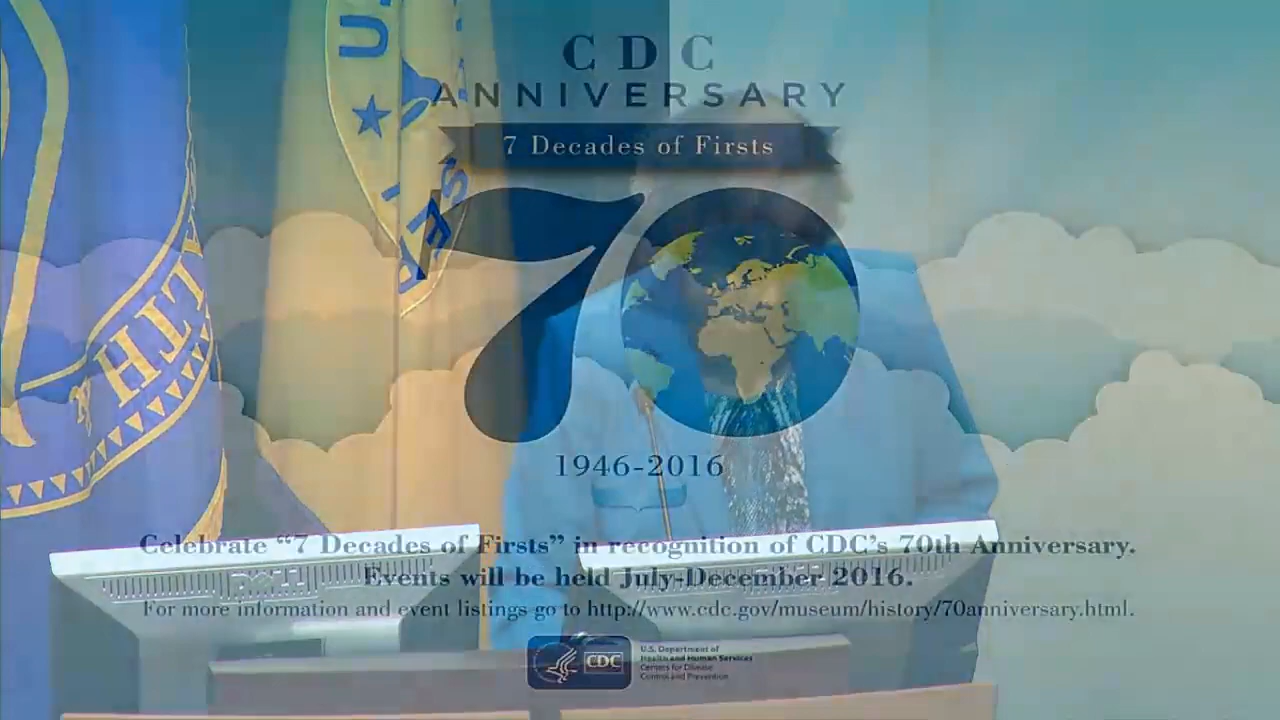 CDC
ANNIVERSARY
7 Decades of Firsts
70
1946-2016
Celebrate “7 Decades of Firsts” in recognition of CDC’s 70th Anniversary.
Events will be held July-December 2016.
For more information and event listings go to http://www.cdc.gov/museum/history/70anniversary.html.
CDC
U.S. Department of
Health and Human Services
Centers for Disease
Control and Prevention